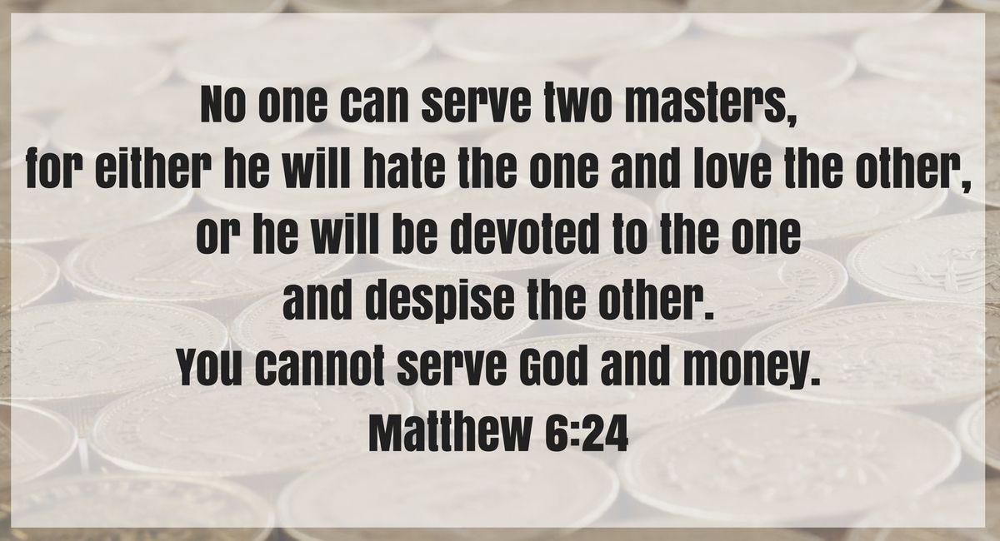 No one can serve two masters,
for either he will hate the one and love the other,
or he will be devoted to the one
and despise the other.
You cannot serve God and money.
Matthew 6:24